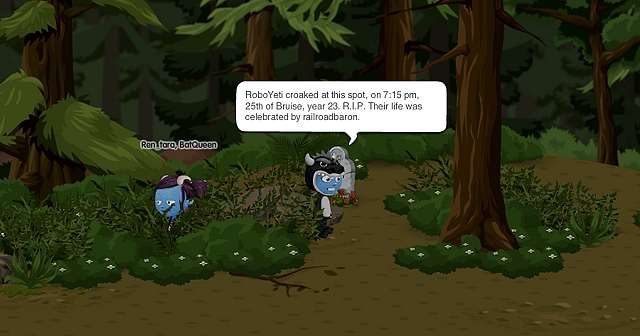 RoboYeti croaked at this spot, on 7:15 pm,
25th of Bruise, year 23. R.I.P. Their life was
celebrated by railroadbaron.
Ren_fara, BatQueen